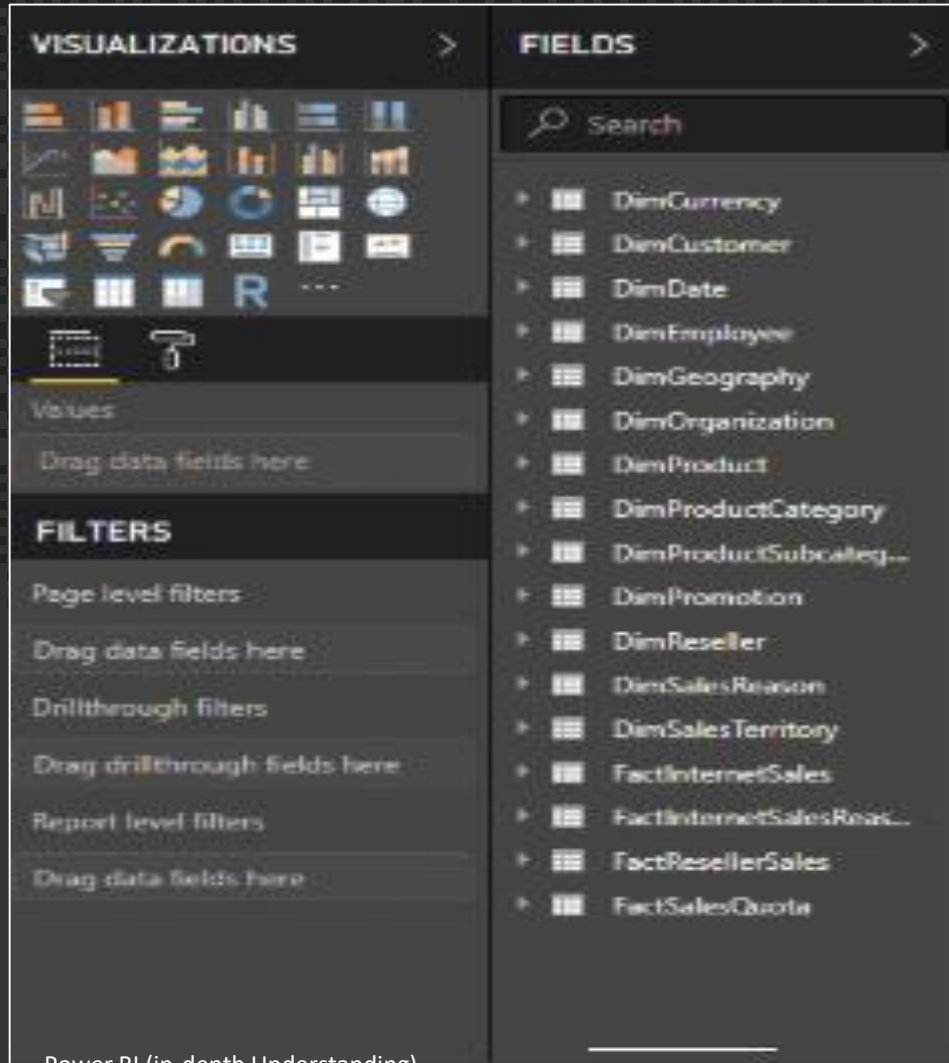 VISUALIZATIONS >
R ...
Values
Drag data fields here
FILTERS
Page level filters
Drag data fields here
Drillthrough filters
Drag drillthrough fields here
Report level filters
Drag data fields here
FIELDS >
Search
DimCurrency
DimCustomer
DimDate
DimEmployee
DimGeography
DimOrganization
DimProduct
DimProductCategory
DimProductSubcateg...
DimPromotion
DimReseller
DimSalesReason
DimSalesTerritory
FactInternetSales
FactInternetSalesReas...
FactResellerSales
FactSalesQuota
Power BI (in-depth Understanding)